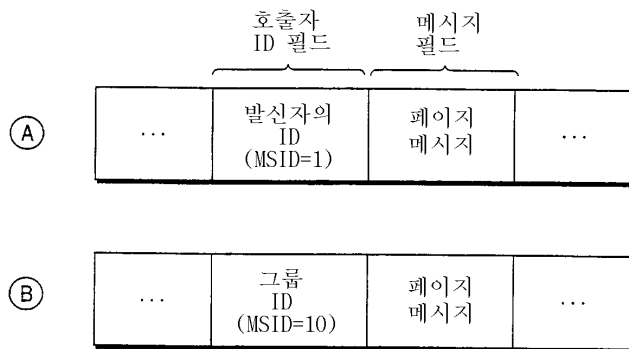 호출자
ID 필드
메시지
필드
A
...
발신자의
ID
(MSID=1)
페이지
메시지
...
B
...
그룹
ID
(MSID=10)
페이지
메시지
...